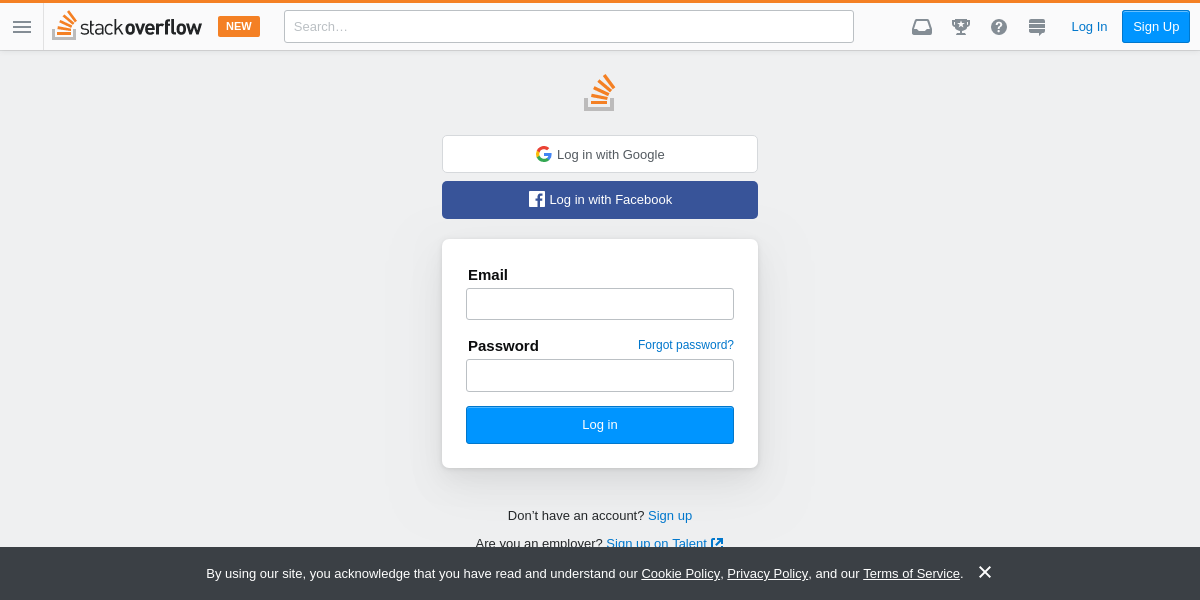 stackoverflow NEW Search… Log In Sign Up
Log in with Google
Log in with Facebook
Email
Password Forgot password?
Log in
Don’t have an account? Sign up
Are you an employer? Sign up on Talent
By using our site, you acknowledge that you have read and understand our Cookie Policy, Privacy Policy, and our Terms of Service.